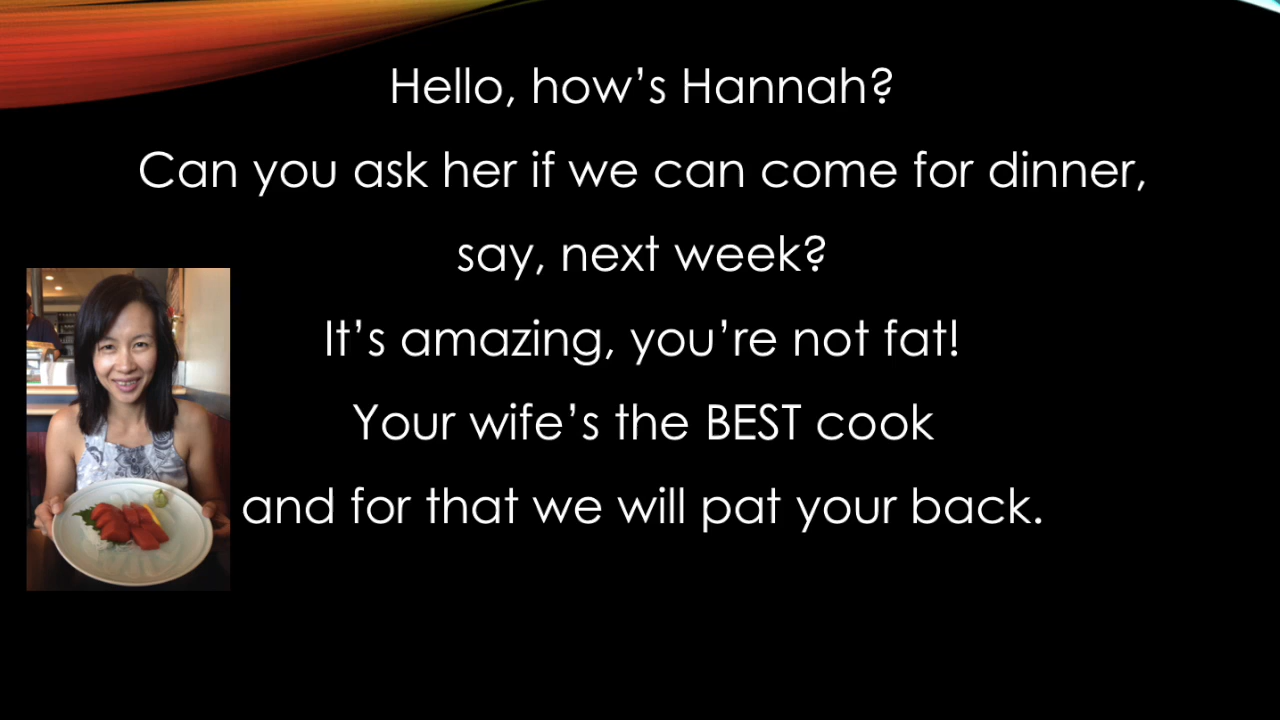 Hello, how’s Hannah?
Can you ask her if we can come for dinner,
say, next week?
It’s amazing, you’re not fat!
Your wife’s the BEST cook
and for that we will pat your back.